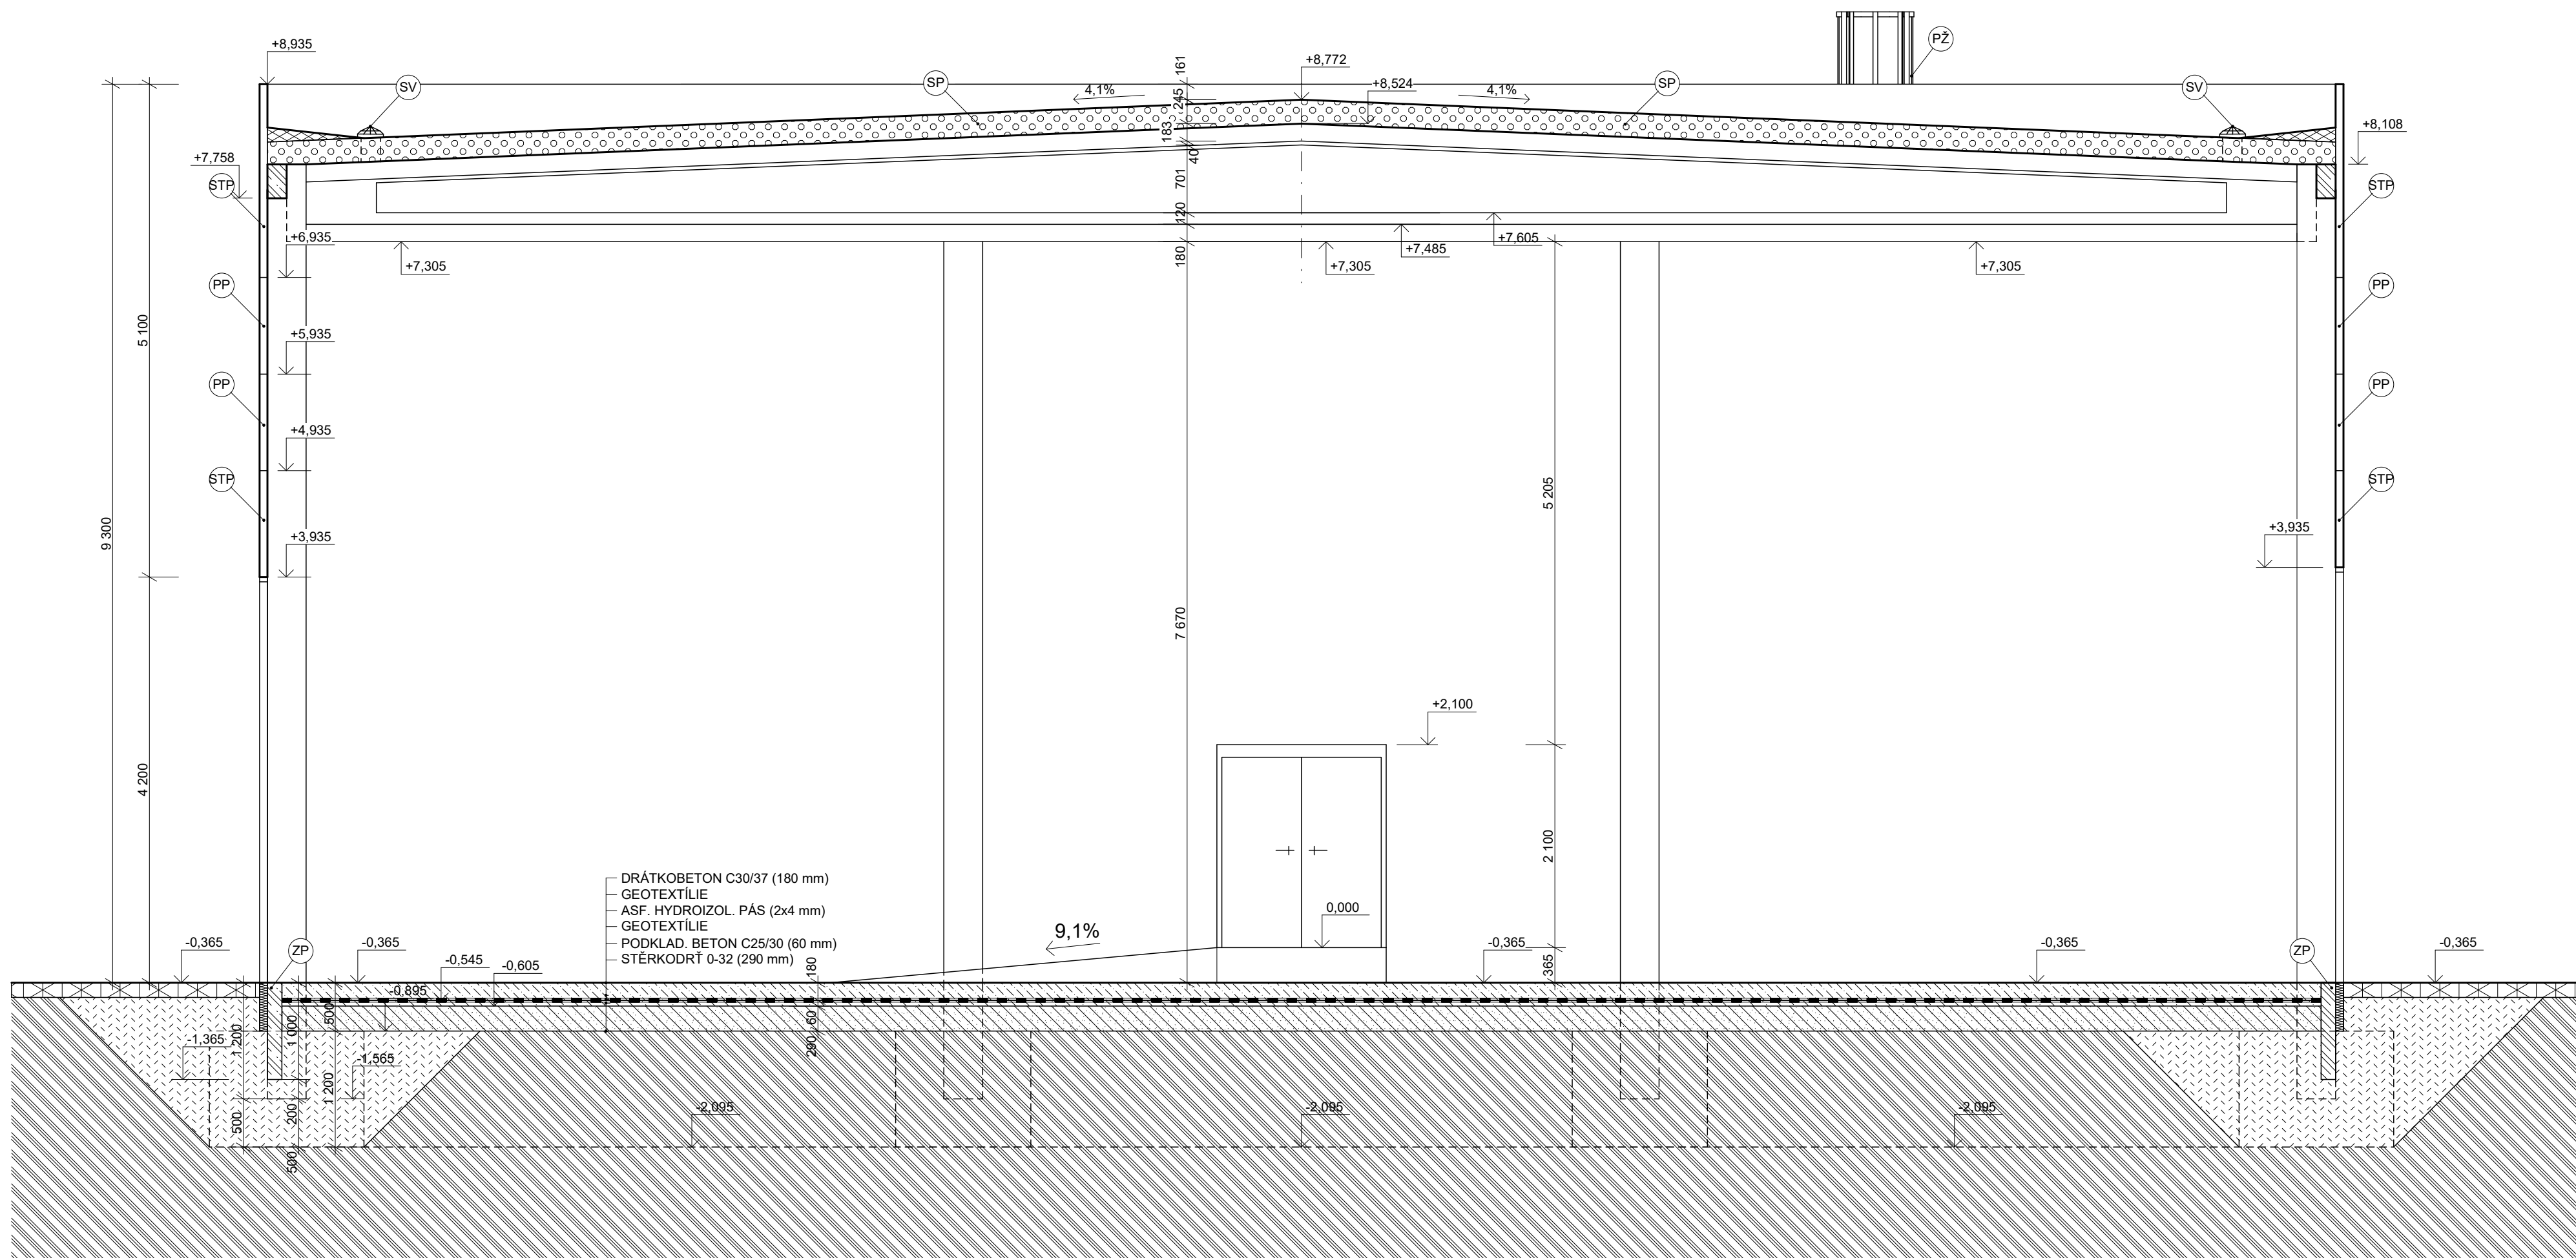 +8,935
SV
SP
161
+8,772
+8,524
4,1%
4,1%
245
SP
PŽ
SV
+8,108
183
40
+7,758
STP
STP
701
120
180
+6,935
+7,305
+7,305
+7,485
+7,605
+7,305
PP
PP
5 100
+5,935
PP
PP
+4,935
STP
STP
5 205
9 300
+3,935
+3,935
7 670
+2,100
4 200
2 100
DRÁTKOBETON C30/37 (180 mm)
GEOTEXTÍLIE
ASF. HYDROIZOL. PÁS (2x4 mm)
GEOTEXTÍLIE
PODKLAD. BETON C25/30 (60 mm)
STĚRKODRŤ 0-32 (290 mm)
9,1%
0,000
-0,365
ZP
-0,365
-0,545
-0,605
180
-0,365
365
-0,365
ZP
-0,365
-0,895
500
60
290
1 200
1 000
-1,365
-1,565
1 200
500
200
500
-2,095
-2,095
-2,095